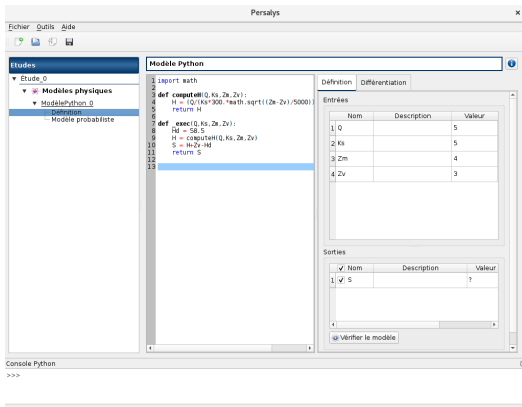 Persalys
Fichier Outils Aide
Etudes
Etude_0
Modèles physiques
ModèlePython_0
Définition
Modèle probabiliste
Modèle Python
1 import math
2
3 def computeH(Q,Ks,Zm,Zv):
4 H = (Q/(Ks*300.*math.sqrt((Zm-Zv)/5000))
5 return H
6
7 def _exec(Q,Ks,Zm,Zv):
8 Hd = 58.5
9 H = computeH(Q,Ks,Zm,Zv)
10 S = H+Zv-Hd
11 return S
12
13
Définition Différentiation
Entrées
Nom Description Valeur
1 Q 5
2 Ks 5
3 Zm 4
4 Zv 3
Sorties
Nom Description Valeur
1 S ?
Vérifier le modèle
Console Python
>>>